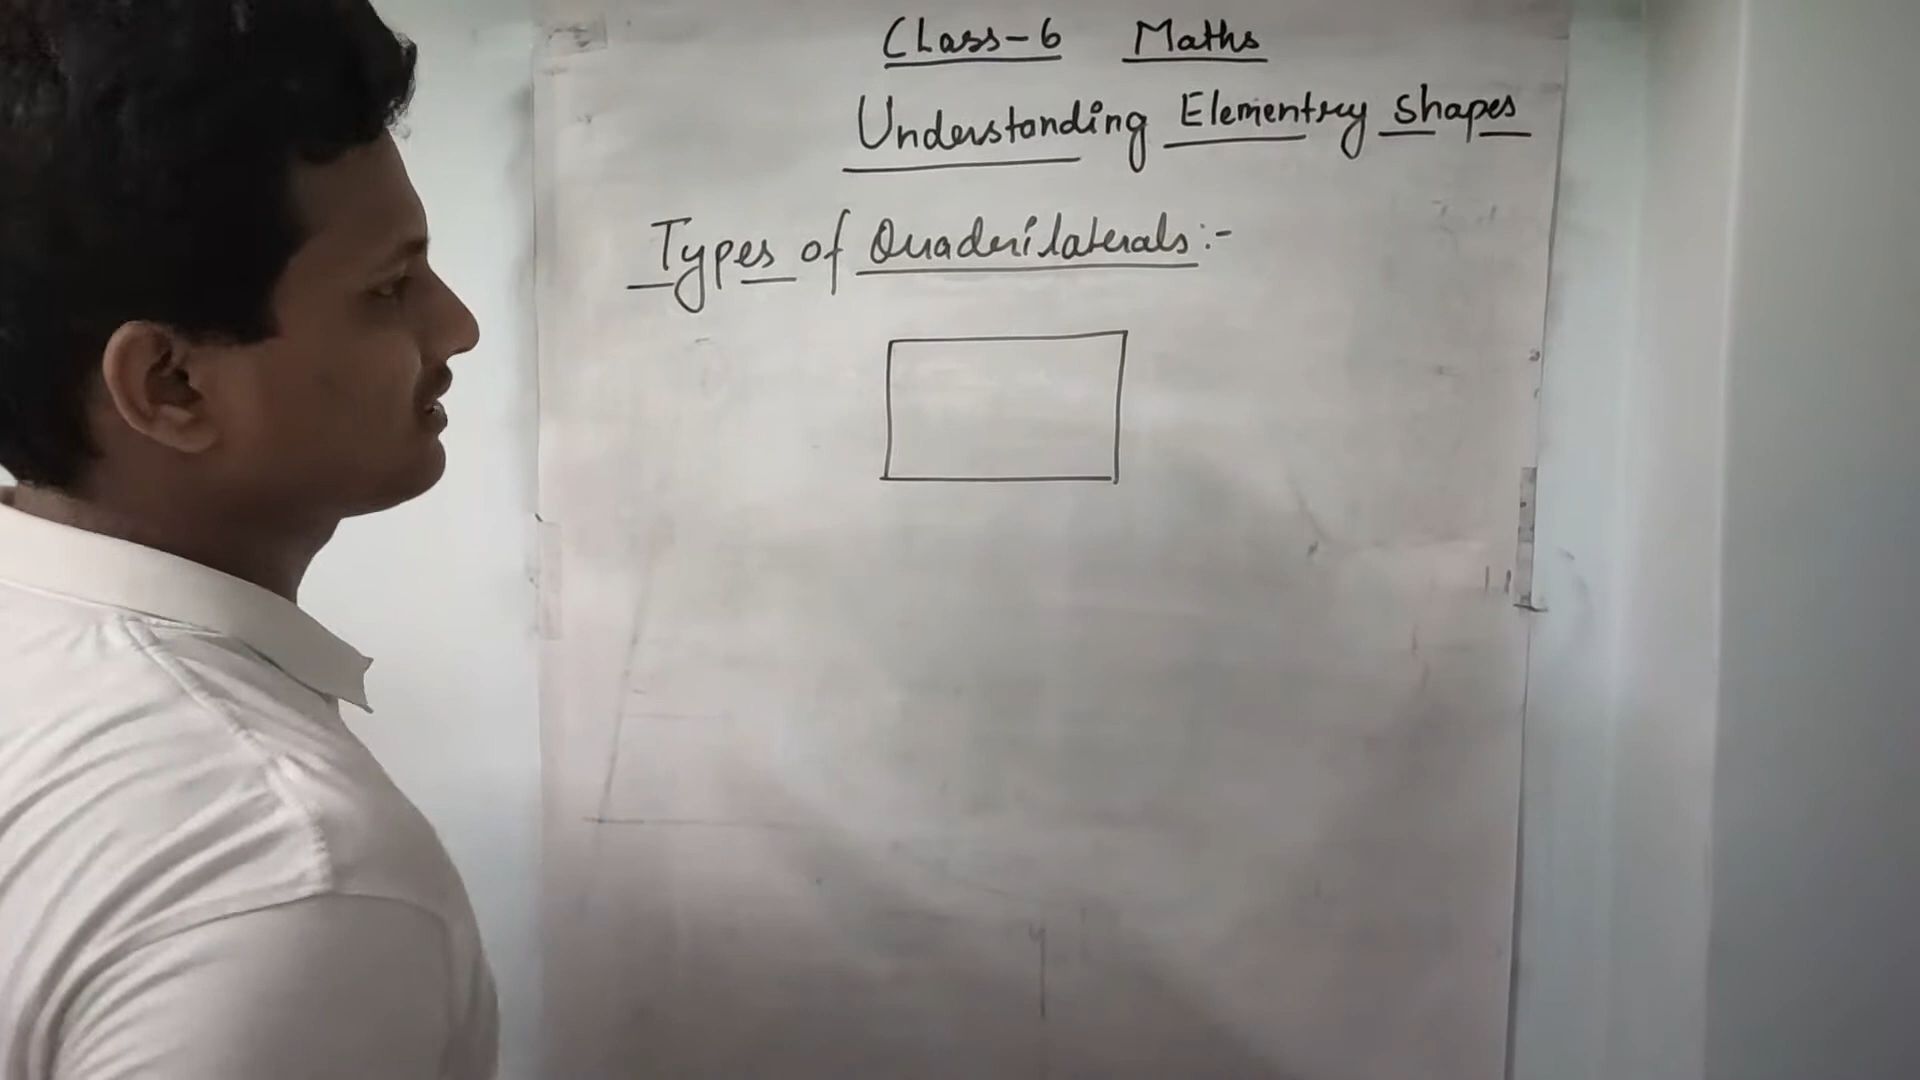 Class-6 Maths
Understanding Elementry shapes
Types of Quadrilaterals:-